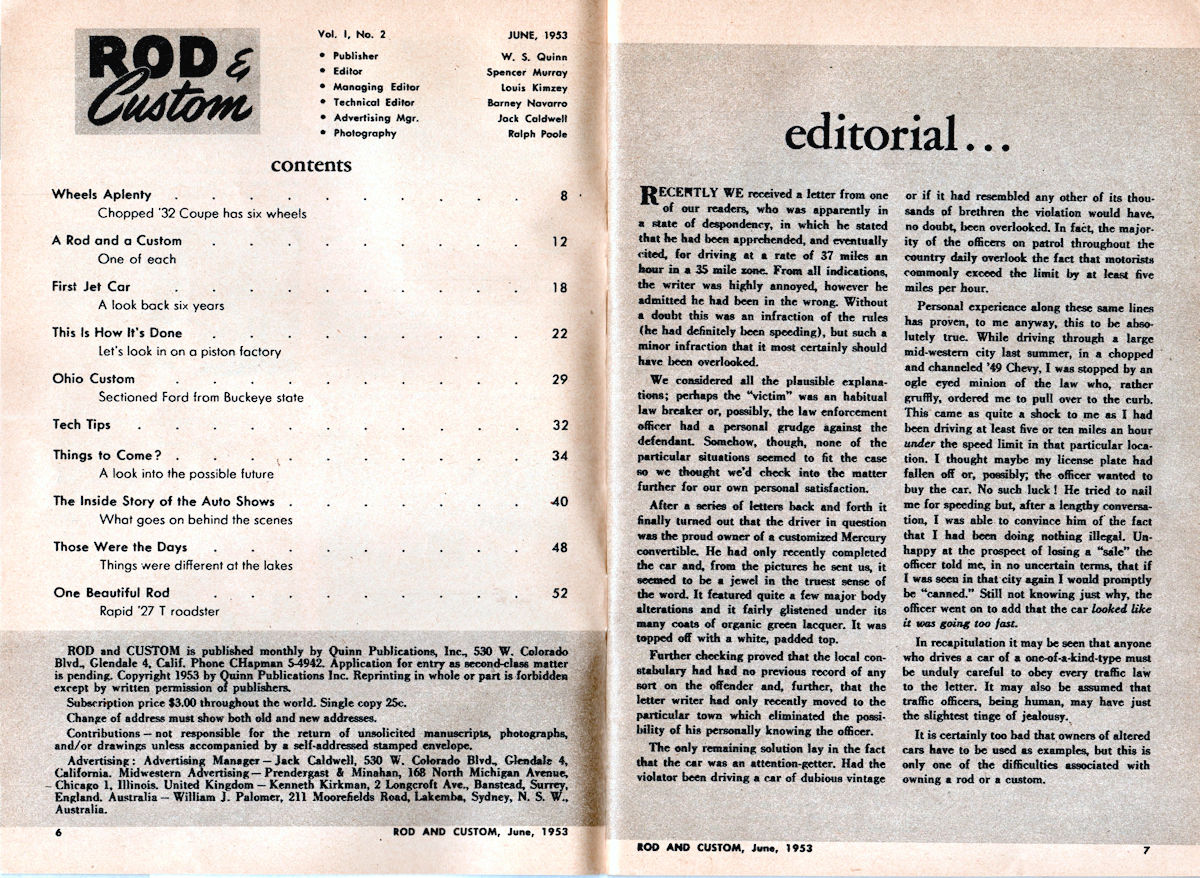 ROD &
Custom
Vol. I, No. 2 JUNE, 1953
• Publisher W. S. Quinn
• Editor Spencer Murray
• Managing Editor Louis Kimzey
• Technical Editor Barney Navarro
• Advertising Mgr. Jack Caldwell
• Photography Ralph Poole
contents
Wheels Aplenty . . . . . . . . . . 8
Chopped '32 Coupe has six wheels
A Rod and a Custom . . . . . . . . . 12
One of each
First Jet Car . . . . . . . . . . 18
A look back six years
This Is How It's Done . . . . . . . . . 22
Let's look in on a piston factory
Ohio Custom . . . . . . . . . . 29
Sectioned Ford from Buckeye state
Tech Tips . . . . . . . . . . . 32
Things to Come? . . . . . . . . . . 34
A look into the possible future
The Inside Story of the Auto Shows . . . . . . . 40
What goes on behind the scenes
Those Were the Days . . . . . . . . . 48
Things were different at the lakes
One Beautiful Rod . . . . . . . . . 52
Rapid '27 T roadster
ROD and CUSTOM is published monthly by Quinn Publications, Inc., 530 W. Colorado
Blvd., Glendale 4, Calif. Phone CHapman 5-4942. Application for entry as second-class matter
is pending. Copyright 1953 by Quinn Publications Inc. Reprinting in whole or part is forbidden
except by written permission of publishers.
Subscription price $3.00 throughout the world. Single copy 25c.
Change of address must show both old and new addresses.
Contributions — not responsible for the return of unsolicited manuscripts, photographs,
and/or drawings unless accompanied by a self-addressed stamped envelope.
Advertising: Advertising Manager — Jack Caldwell, 530 W. Colorado Blvd., Glendale 4,
California. Midwestern Advertising — Prendergast & Minahan, 168 North Michigan Avenue,
Chicago 1, Illinois. United Kingdom — Kenneth Kirkman, 2 Longcroft Ave., Banstead, Surrey,
England. Australia — William J. Palomer, 211 Moorefields Road, Lakemba, Sydney, N. S. W.,
Australia.
6 ROD AND CUSTOM, June, 1953
editorial...
RECENTLY WE received a letter from one
of our readers, who was apparently in
a state of despondency, in which he stated
that he had been apprehended, and eventually
cited, for driving at a rate of 37 miles an
hour in a 35 mile zone. From all indications,
the writer was highly annoyed, however he
admitted he had been in the wrong. Without
a doubt this was an infraction of the rules
(he had definitely been speeding), but such a
minor infraction that it most certainly should
have been overlooked.
We considered all the plausible explana-
tions; perhaps the "victim" was an habitual
law breaker or, possibly, the law enforcement
officer had a personal grudge against the
defendant. Somehow, though, none of the
particular situations seemed to fit the case
so we thought we'd check into the matter
further for our own personal satisfaction.
After a series of letters back and forth it
finally turned out that the driver in question
was the proud owner of a customized Mercury
convertible. He had only recently completed
the car and, from the pictures he sent us, it
seemed to be a jewel in the truest sense of
the word. It featured quite a few major body
alterations and it fairly glistened under its
many coats of organic green lacquer. It was
topped off with a white, padded top.
Further checking proved that the local con-
stabulary had had no previous record of any
sort on the offender and, further, that the
letter writer had only recently moved to the
particular town which eliminated the possi-
bility of his personally knowing the officer.
The only remaining solution lay in the fact
that the car was an attention-getter. Had the
violator been driving a car of dubious vintage
or if it had resembled any other of its thou-
sands of brethren the violation would have,
no doubt, been overlooked. In fact, the major-
ity of the officers on patrol throughout the
country daily overlook the fact that motorists
commonly exceed the limit by at least five
miles per hour.
Personal experience along these same lines
has proven, to me anyway, this to be abso-
lutely true. While driving through a large
mid-western city last summer, in a chopped
and channeled '49 Chevy, I was stopped by an
ogle eyed minion of the law who, rather
gruffly, ordered me to pull over to the curb.
This came as quite a shock to me as I had
been driving at least five or ten miles an hour
under the speed limit in that particular loca-
tion. I thought maybe my license plate had
fallen off or, possibly; the officer wanted to
buy the car. No such luck! He tried to nail
me for speeding but, after a lengthy conversa-
tion, I was able to convince him of the fact
that I had been doing nothing illegal. Un-
happy at the prospect of losing a "sale" the
officer told me, in no uncertain terms, that if
I was seen in that city again I would promptly
be "canned." Still not knowing just why, the
officer went on to add that the car looked like
it was going too fast.
In recapitulation it may be seen that anyone
who drives a car of a one-of-a-kind-type must
be unduly careful to obey every traffic law
to the letter. It may also be assumed that
traffic officers, being human, may have just
the slightest tinge of jealousy.
It is certainly too bad that owners of altered
cars have to be used as examples, but this is
only one of the difficulties associated with
owning a rod or a custom.
ROD AND CUSTOM, June, 1953 7